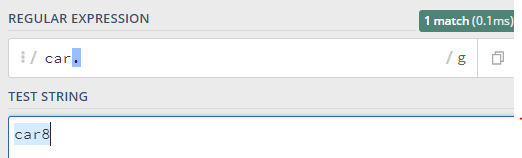 REGULAR EXPRESSION
1 match (0.1ms)
/ car. / g
TEST STRING
car8